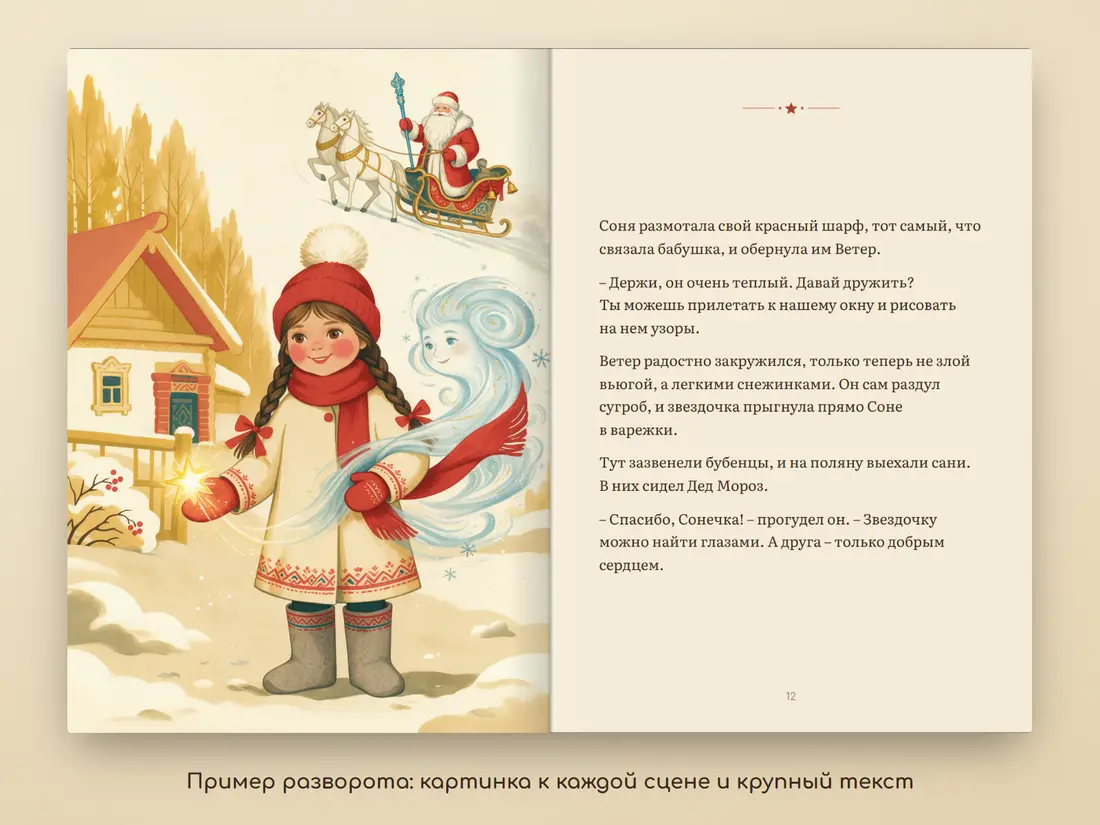 Соня размотала свой красный шарф, тот самый, что
связала бабушка, и обернула им Ветер.
– Держи, он очень теплый. Давай дружить?
Ты можешь прилетать к нашему окну и рисовать
на нем узоры.
Ветер радостно закружился, только теперь не злой
вьюгой, а легкими снежинками. Он сам раздул
сугроб, и звездочка прыгнула прямо Соне
в варежки.
Тут зазвенели бубенцы, и на поляну выехали сани.
В них сидел Дед Мороз.
– Спасибо, Сонечка! – прогудел он. – Звездочку
можно найти глазами. А друга – только добрым
сердцем.
12
Пример разворота: картинка к каждой сцене и крупный текст